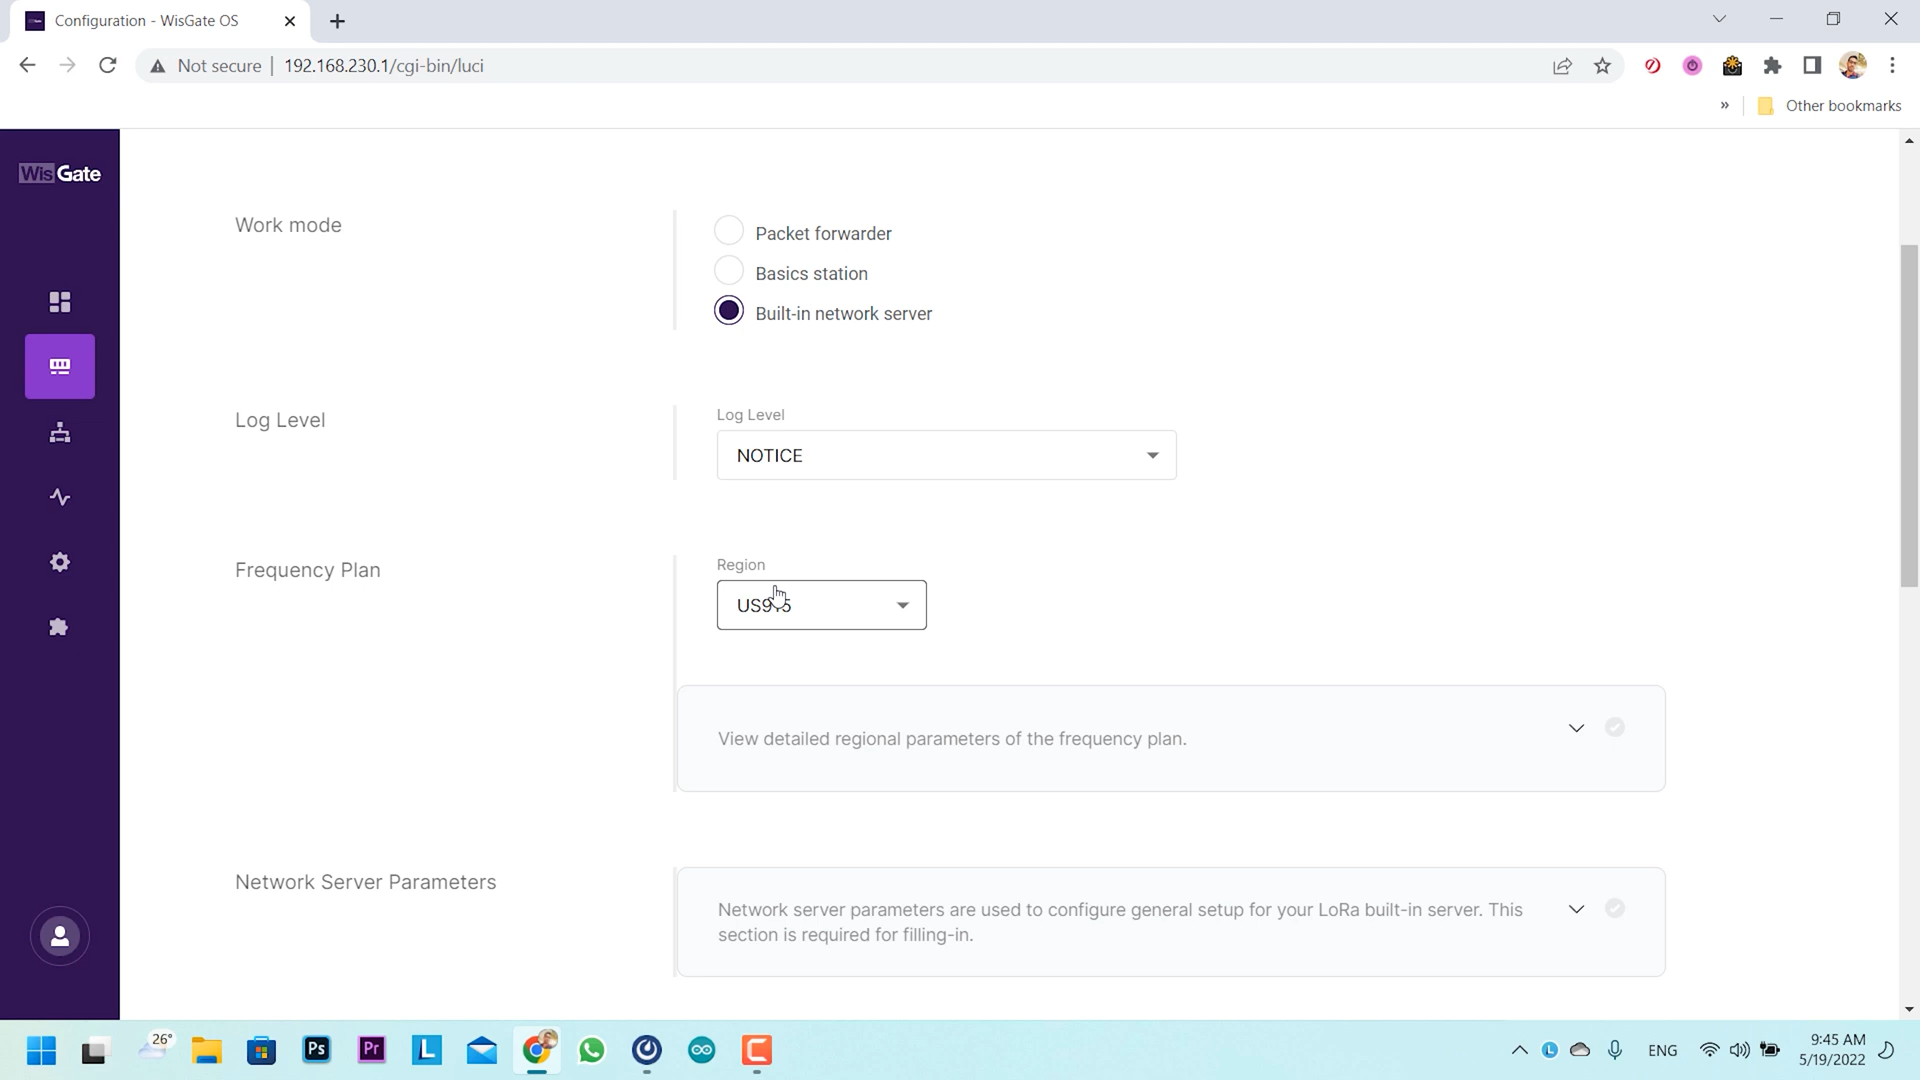 Configuration - WisGate OS
Not secure | 192.168.230.1/cgi-bin/luci
» Other bookmarks
WisGate
Work mode
Packet forwarder
Basics station
Built-in network server
Log Level
Log Level
NOTICE
Frequency Plan
Region
US915
View detailed regional parameters of the frequency plan.
Network Server Parameters
Network server parameters are used to configure general setup for your LoRa built-in server. This
section is required for filling-in.
26°
Ps
Pr
L
L
ENG
9:45 AM
5/19/2022